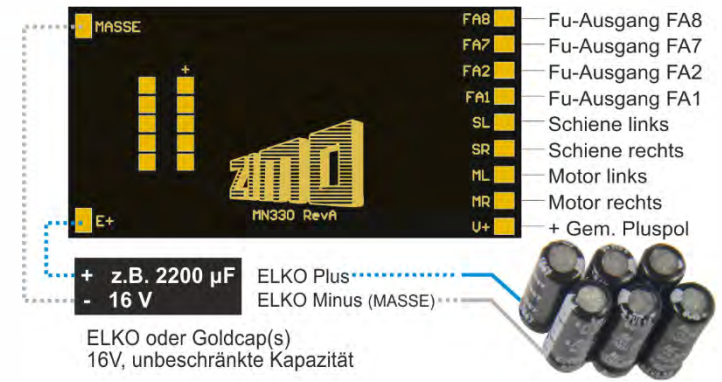 MASSE
+
FA8 Fu-Ausgang FA8
FA7 Fu-Ausgang FA7
FA2 Fu-Ausgang FA2
FA1 Fu-Ausgang FA1
SL Schiene links
SR Schiene rechts
ML Motor links
MR Motor rechts
V+ + Gem. Pluspol
zimo
MN330 RevA
E+
+ z.B. 2200 µF
- 16 V
ELKO Plus
ELKO Minus (MASSE)
ELKO oder Goldcap(s)
16V, unbeschränkte Kapazität